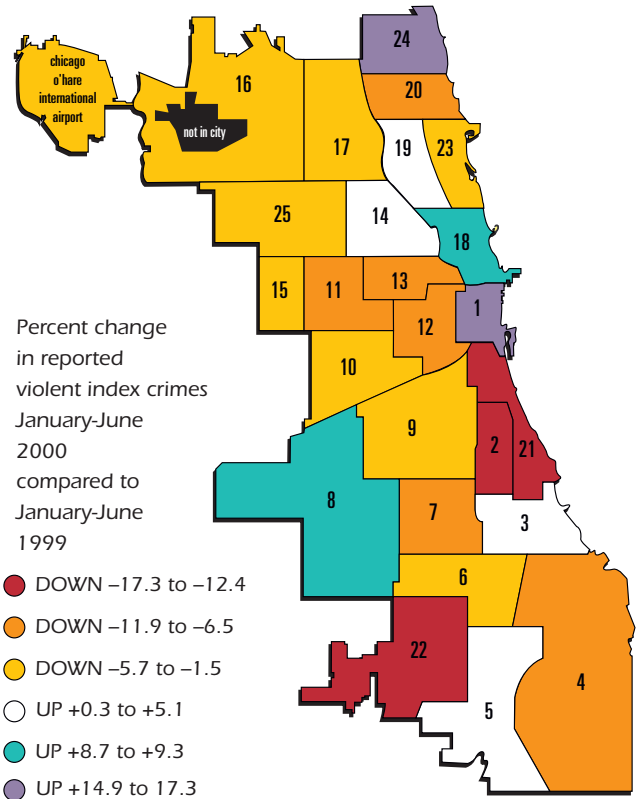 24
chicago
o'hare
international
airport
16
20
not in city
17
19
23
25
14
18
15
11
13
1
12
10
9
2
21
8
7
3
6
22
4
5
Percent change
in reported
violent index crimes
January-June
2000
compared to
January-June
1999
DOWN –17.3 to –12.4
DOWN –11.9 to –6.5
DOWN –5.7 to –1.5
UP +0.3 to +5.1
UP +8.7 to +9.3
UP +14.9 to 17.3